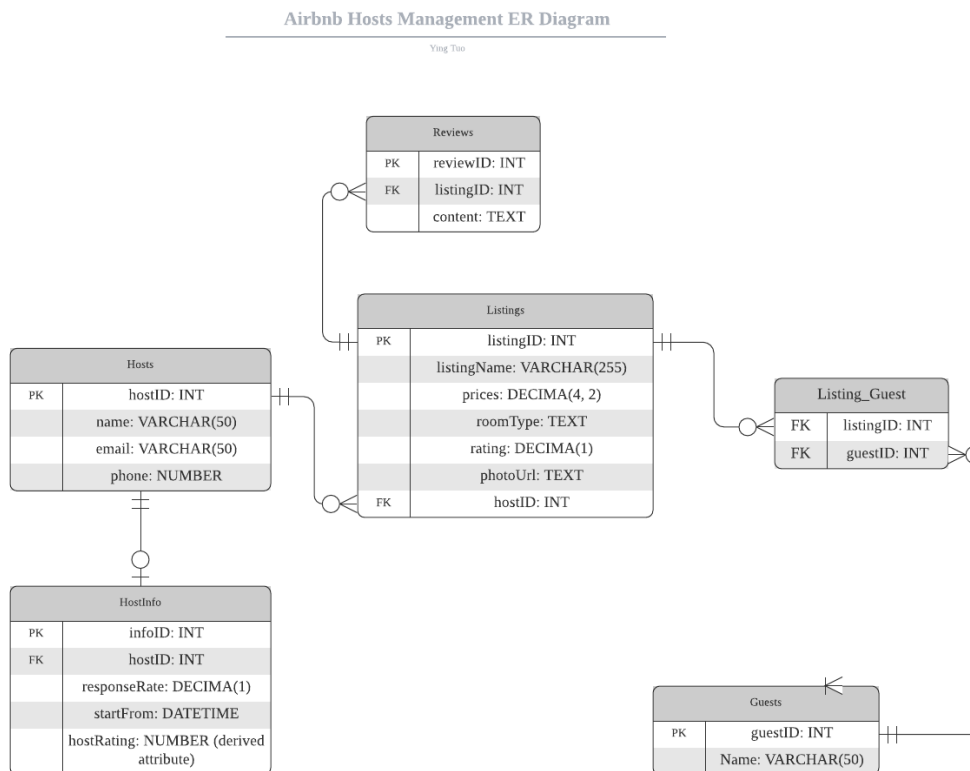 Airbnb Hosts Management ER Diagram
Ying Tuo
Reviews
PK reviewID: INT
FK listingID: INT
content: TEXT
Listings
PK listingID: INT
listingName: VARCHAR(255)
prices: DECIMA(4, 2)
roomType: TEXT
rating: DECIMA(1)
photoUrl: TEXT
FK hostID: INT
Hosts
PK hostID: INT
name: VARCHAR(50)
email: VARCHAR(50)
phone: NUMBER
Listing_Guest
FK listingID: INT
FK guestID: INT
HostInfo
PK infoID: INT
FK hostID: INT
responseRate: DECIMA(1)
startFrom: DATETIME
hostRating: NUMBER (derived
attribute)
Guests
PK guestID: INT
Name: VARCHAR(50)